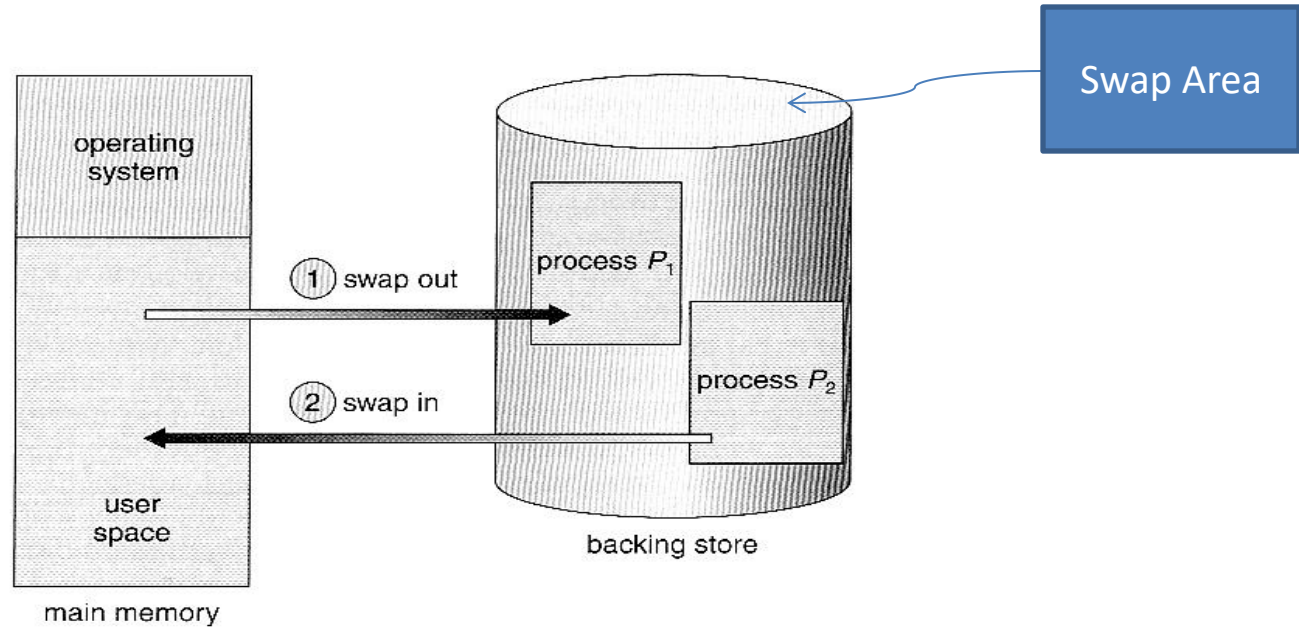 Swap Area
operating
system
1 swap out
process P1
process P2
2 swap in
user
space
backing store
main memory